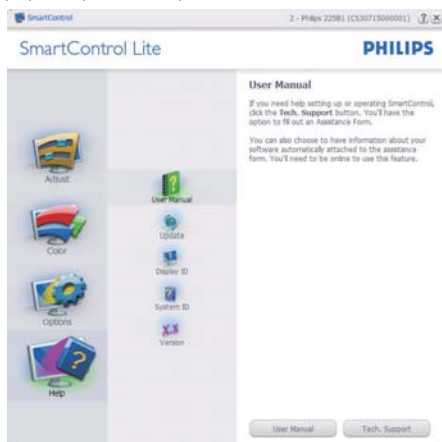 SmartControl
2 - Philips 225B1 (CS30715000001)
SmartControl Lite
PHILIPS
User Manual
If you need help setting up or operating SmartControl,
click the Tech. Support button. You'll have the
option to fill out an Assistance Form.
You can also choose to have information about your
software automatically attached to the assistance
form. You'll need to be online to use this feature.
Adjust
Color
Options
Help
User Manual
Update
Display ID
System ID
Version
User Manual
Tech. Support